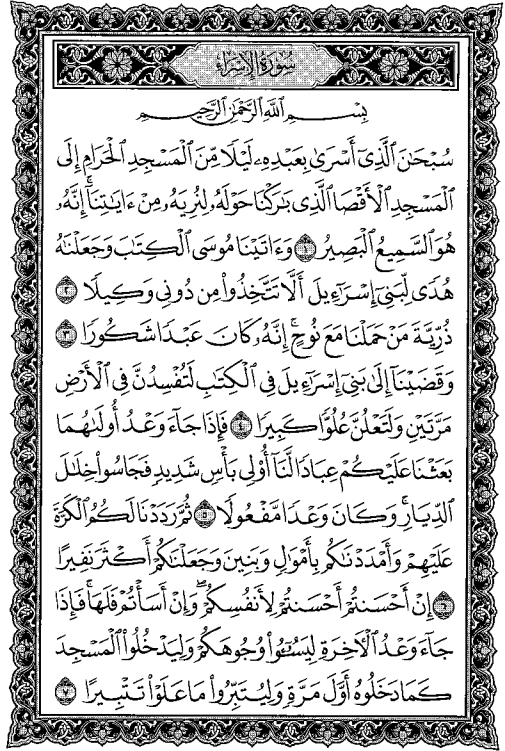 سُورَةُ الإِسْرَاء
بِسْمِ ٱللَّهِ ٱلرَّحْمَٰنِ ٱلرَّحِيمِ
سُبْحَٰنَ ٱلَّذِىٓ أَسْرَىٰ بِعَبْدِهِۦ لَيْلًا مِّنَ ٱلْمَسْجِدِ ٱلْحَرَامِ إِلَى
ٱلْمَسْجِدِ ٱلْأَقْصَا ٱلَّذِى بَٰرَكْنَا حَوْلَهُۥ لِنُرِيَهُۥ مِنْ ءَايَٰتِنَآ ۚ إِنَّهُۥ
هُوَ ٱلسَّمِيعُ ٱلْبَصِيرُ ١ وَءَاتَيْنَا مُوسَى ٱلْكِتَٰبَ وَجَعَلْنَٰهُ
هُدًى لِّبَنِىٓ إِسْرَٰٓءِيلَ أَلَّا تَتَّخِذُوا۟ مِن دُونِى وَكِيلًا ٢
ذُرِّيَّةَ مَنْ حَمَلْنَا مَعَ نُوحٍ ۚ إِنَّهُۥ كَانَ عَبْدًا شَكُورًا ٣
وَقَضَيْنَآ إِلَىٰ بَنِىٓ إِسْرَٰٓءِيلَ فِى ٱلْكِتَٰبِ لَتُفْسِدُنَّ فِى ٱلْأَرْضِ
مَرَّتَيْنِ وَلَتَعْلُنَّ عُلُوًّا كَبِيرًا ٤ فَإِذَا جَآءَ وَعْدُ أُولَىٰهُمَا
بَعَثْنَا عَلَيْكُمْ عِبَادًا لَّنَآ أُو۟لِى بَأْسٍ شَدِيدٍ فَجَاسُوا۟ خِلَٰلَ
ٱلدِّيَارِ ۚ وَكَانَ وَعْدًا مَّفْعُولًا ٥ ثُمَّ رَدَدْنَا لَكُمُ ٱلْكَرَّةَ
عَلَيْهِمْ وَأَمْدَدْنَٰكُم بِأَمْوَٰلٍ وَبَنِينَ وَجَعَلْنَٰكُمْ أَكْثَرَ نَفِيرًا
٦ إِنْ أَحْسَنتُمْ أَحْسَنتُمْ لِأَنفُسِكُمْ ۖ وَإِنْ أَسَأْتُمْ فَلَهَا ۚ فَإِذَا
جَآءَ وَعْدُ ٱلْءَاخِرَةِ لِيَسُۥٓـُٔوا۟ وُجُوهَكُمْ وَلِيَدْخُلُوا۟ ٱلْمَسْجِدَ
كَمَا دَخَلُوهُ أَوَّلَ مَرَّةٍ وَلِيُتَبِّرُوا۟ مَا عَلَوْا۟ تَتْبِيرًا ٧